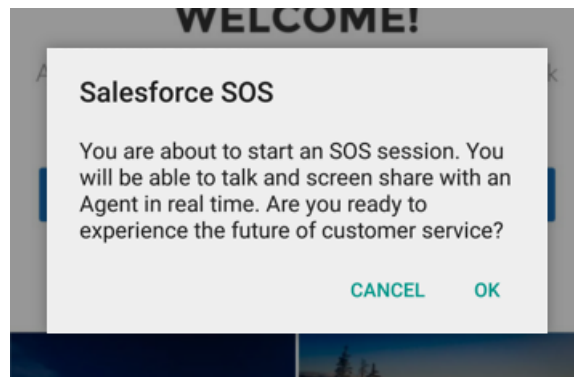 WELCOME!
A
k
Salesforce SOS
You are about to start an SOS session. You
will be able to talk and screen share with an
Agent in real time. Are you ready to
experience the future of customer service?
CANCEL OK